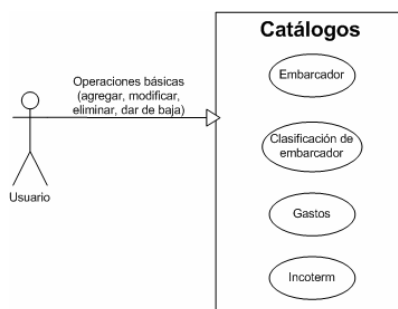 Catálogos
Operaciones básicas
(agregar, modificar,
eliminar, dar de baja)
Usuario
Embarcador
Clasificación de
embarcador
Gastos
Incoterm